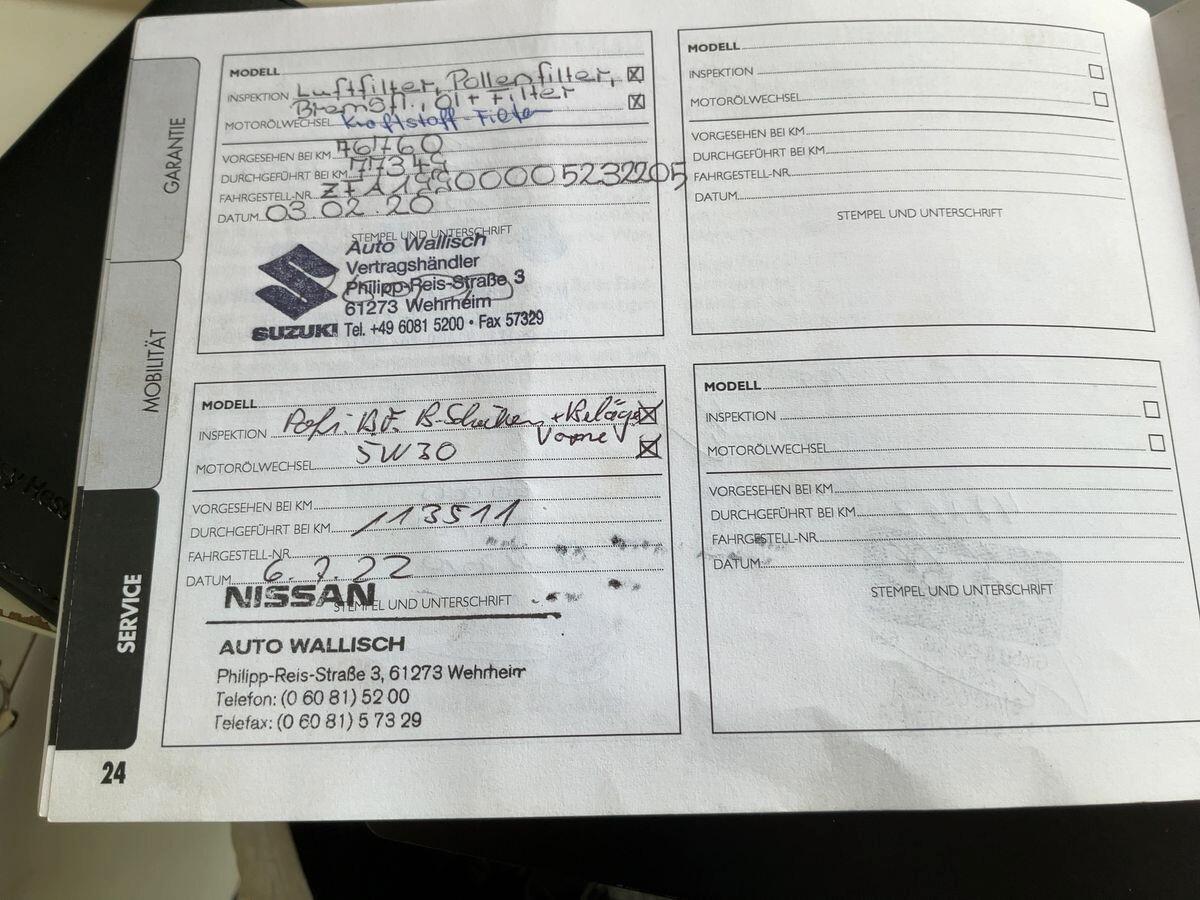 GARANTIE
MOBILITÄT
SERVICE
MODELL
INSPEKTION Luftfilter, Pollenfilter,
Bremsfl., Öl + Filter
MOTORÖLWECHSEL Kraftstoff-Filter
VORGESEHEN BEI KM 76760
DURCHGEFÜHRT BEI KM 77349
FAHRGESTELL-NR.
DATUM 03.02.20
STEMPEL UND UNTERSCHRIFT
Auto Wallisch
Vertragshändler
Philipp-Reis-Straße 3
61273 Wehrheim
SUZUKI Tel. +49 6081 5200 • Fax 57329
MODELL
INSPEKTION B-Scheiben + Beläge
Vorne
MOTORÖLWECHSEL 5W30
VORGESEHEN BEI KM
DURCHGEFÜHRT BEI KM 113511
FAHRGESTELL-NR.
DATUM 6.7.22
NISSAN STEMPEL UND UNTERSCHRIFT
AUTO WALLISCH
Philipp-Reis-Straße 3, 61273 Wehrheim
Telefon: (0 60 81) 52 00
Telefax: (0 60 81) 5 73 29
MODELL
INSPEKTION
MOTORÖLWECHSEL
VORGESEHEN BEI KM
DURCHGEFÜHRT BEI KM
FAHRGESTELL-NR.
DATUM
STEMPEL UND UNTERSCHRIFT
MODELL
INSPEKTION
MOTORÖLWECHSEL
VORGESEHEN BEI KM
DURCHGEFÜHRT BEI KM
FAHRGESTELL-NR.
DATUM
STEMPEL UND UNTERSCHRIFT
24